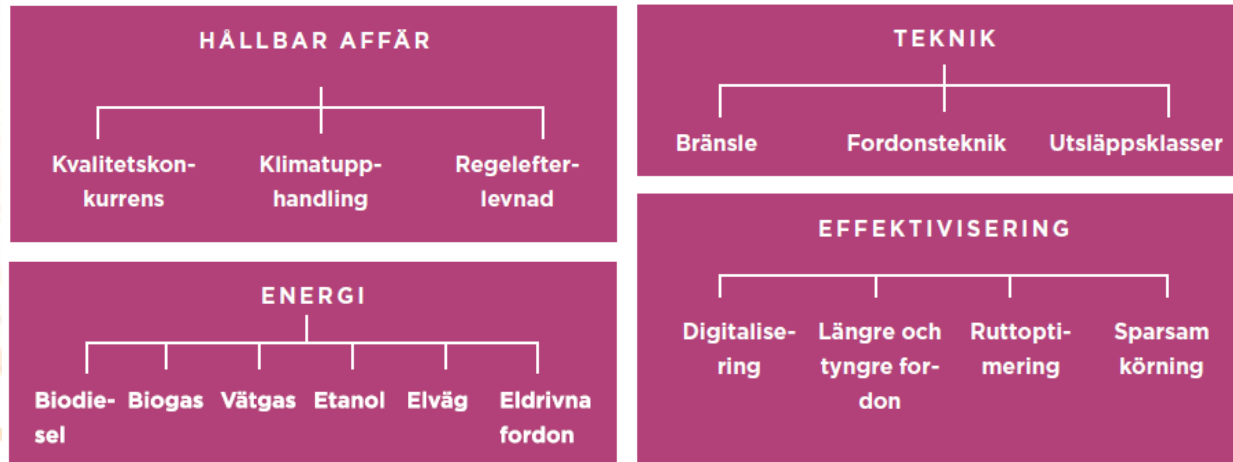 HÅLLBAR AFFÄR
Kvalitetskon-
kurrens
Klimatupp-
handling
Regelefter-
levnad
ENERGI
Biodie-
sel
Biogas
Vätgas
Etanol
Elväg
Eldrivna
fordon
TEKNIK
Bränsle
Fordonsteknik
Utsläppsklasser
EFFEKTIVISERING
Digitalise-
ring
Längre och
tyngre for-
don
Ruttopti-
mering
Sparsam
körning